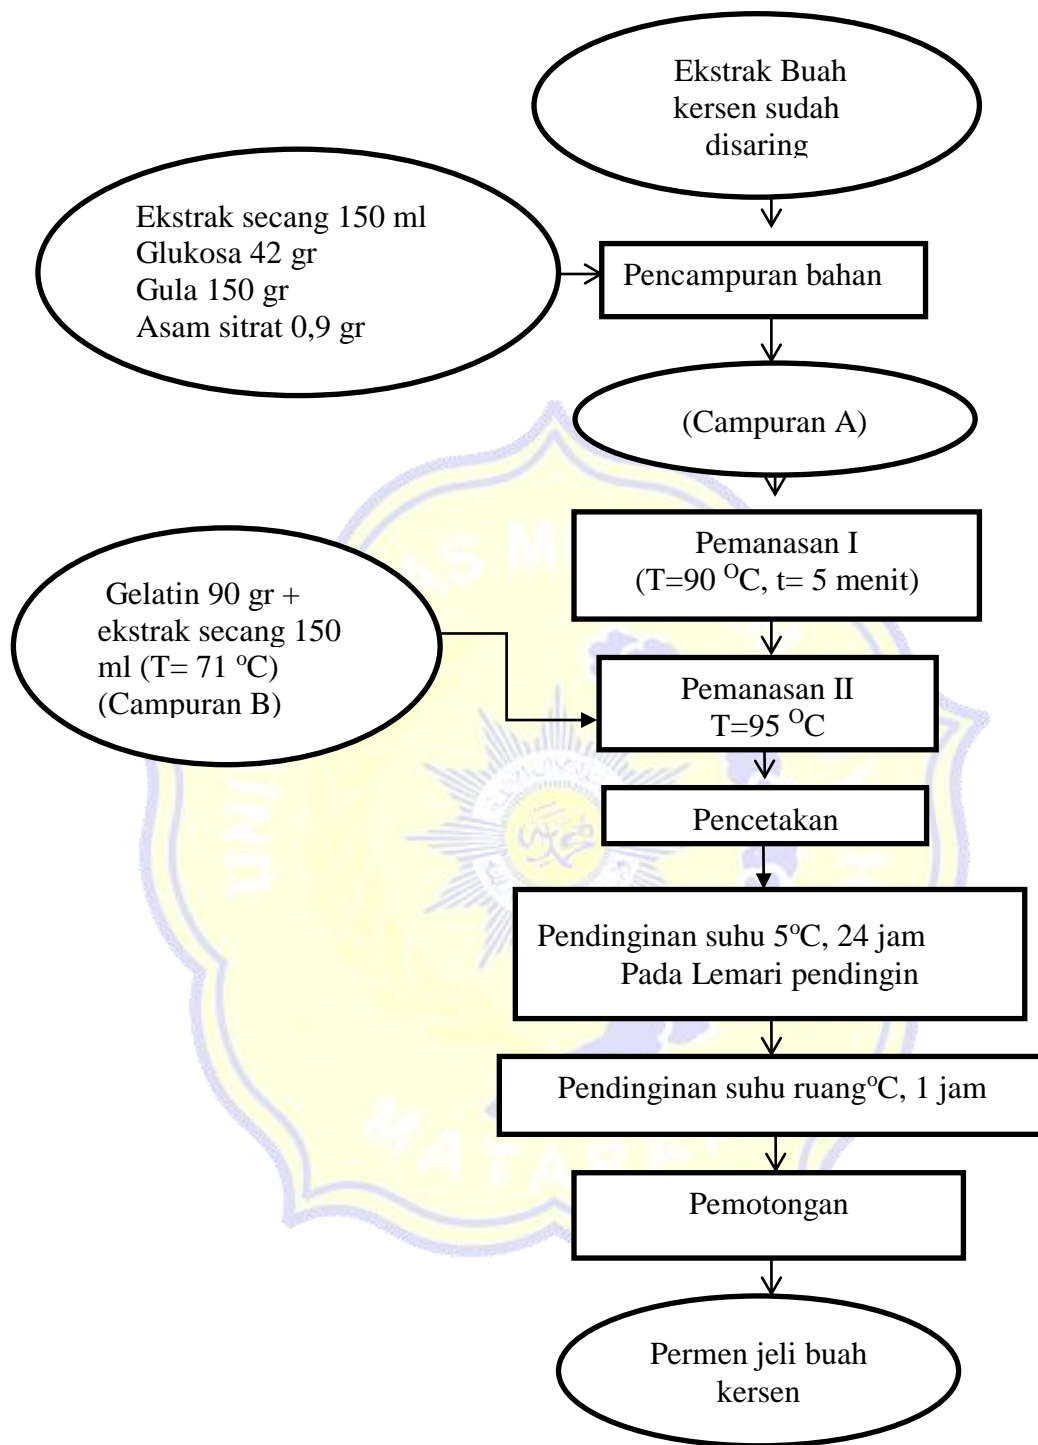 Ekstrak Buah
kersen sudah
disaring
Ekstrak secang 150 ml
Glukosa 42 gr
Gula 150 gr
Asam sitrat 0,9 gr
Pencampuran bahan
(Campuran A)
Pemanasan I
(T=90 ᴼC, t= 5 menit)
Gelatin 90 gr +
ekstrak secang 150
ml (T= 71 ᵒC)
(Campuran B)
Pemanasan II
T=95 ᴼC
Pencetakan
Pendinginan suhu 5ᵒC, 24 jam
Pada Lemari pendingin
Pendinginan suhu ruangᵒC, 1 jam
Pemotongan
Permen jeli buah
kersen